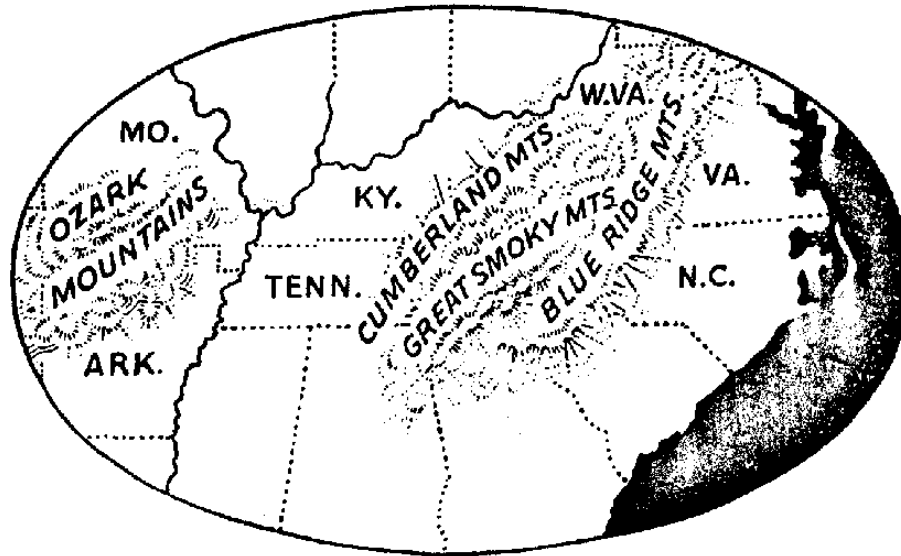 MO.
OZARK
MOUNTAINS
ARK.
KY.
TENN.
CUMBERLAND MTS.
GREAT SMOKY MTS.
BLUE RIDGE MTS.
W.VA.
VA.
N.C.